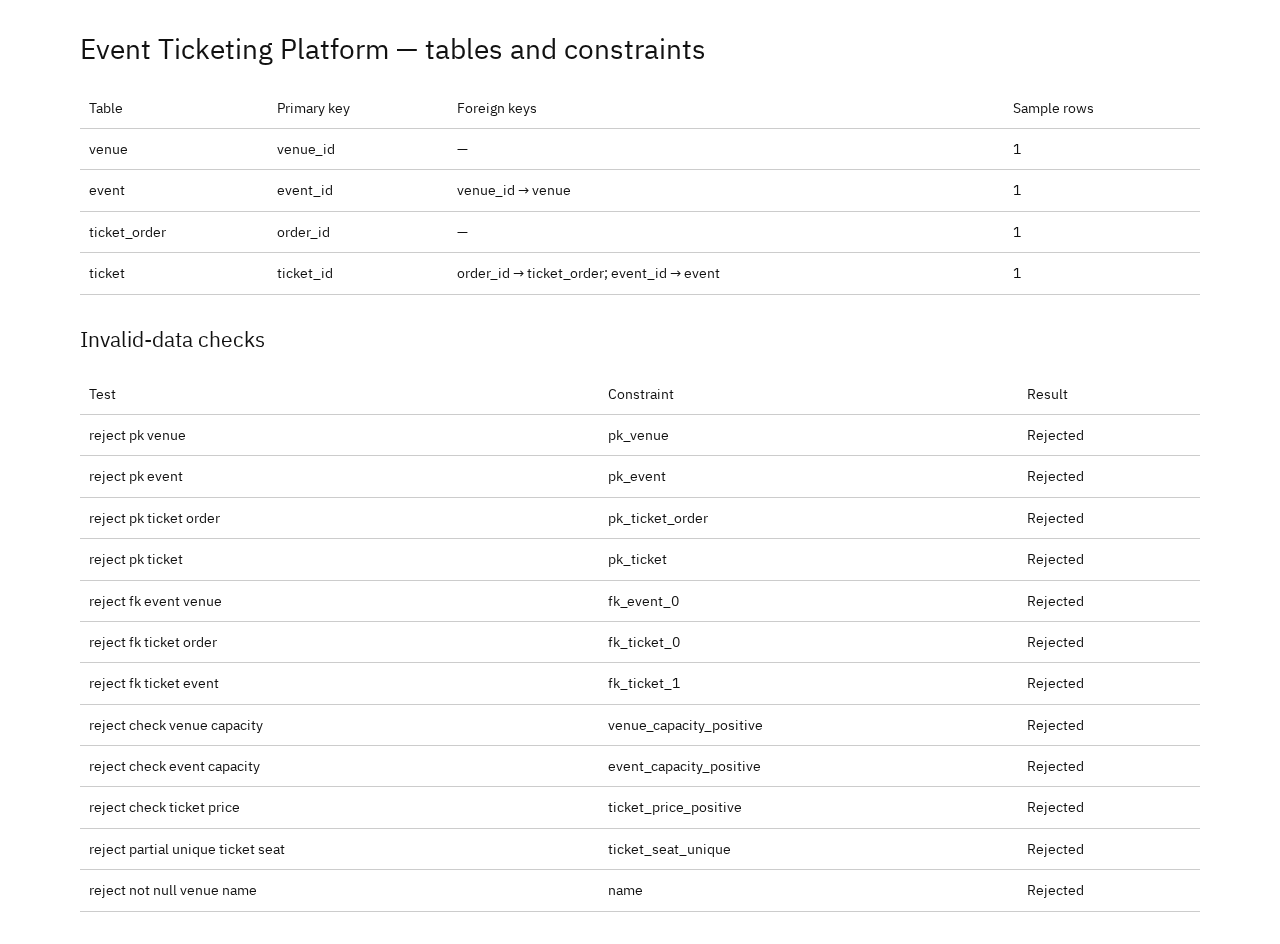 Event Ticketing Platform — tables and constraints
Table Primary key Foreign keys Sample rows
venue venue_id — 1
event event_id venue_id → venue 1
ticket_order order_id — 1
ticket ticket_id order_id → ticket_order; event_id → event 1
Invalid-data checks
Test Constraint Result
reject pk venue pk_venue Rejected
reject pk event pk_event Rejected
reject pk ticket order pk_ticket_order Rejected
reject pk ticket pk_ticket Rejected
reject fk event venue fk_event_0 Rejected
reject fk ticket order fk_ticket_0 Rejected
reject fk ticket event fk_ticket_1 Rejected
reject check venue capacity venue_capacity_positive Rejected
reject check event capacity event_capacity_positive Rejected
reject check ticket price ticket_price_positive Rejected
reject partial unique ticket seat ticket_seat_unique Rejected
reject not null venue name name Rejected